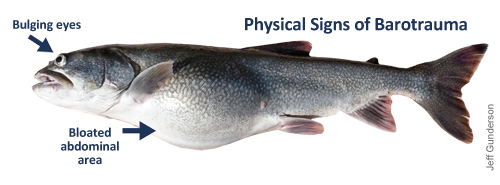 Bulging eyes
Physical Signs of Barotrauma
Bloated
abdominal
area
Jeff Gunderson